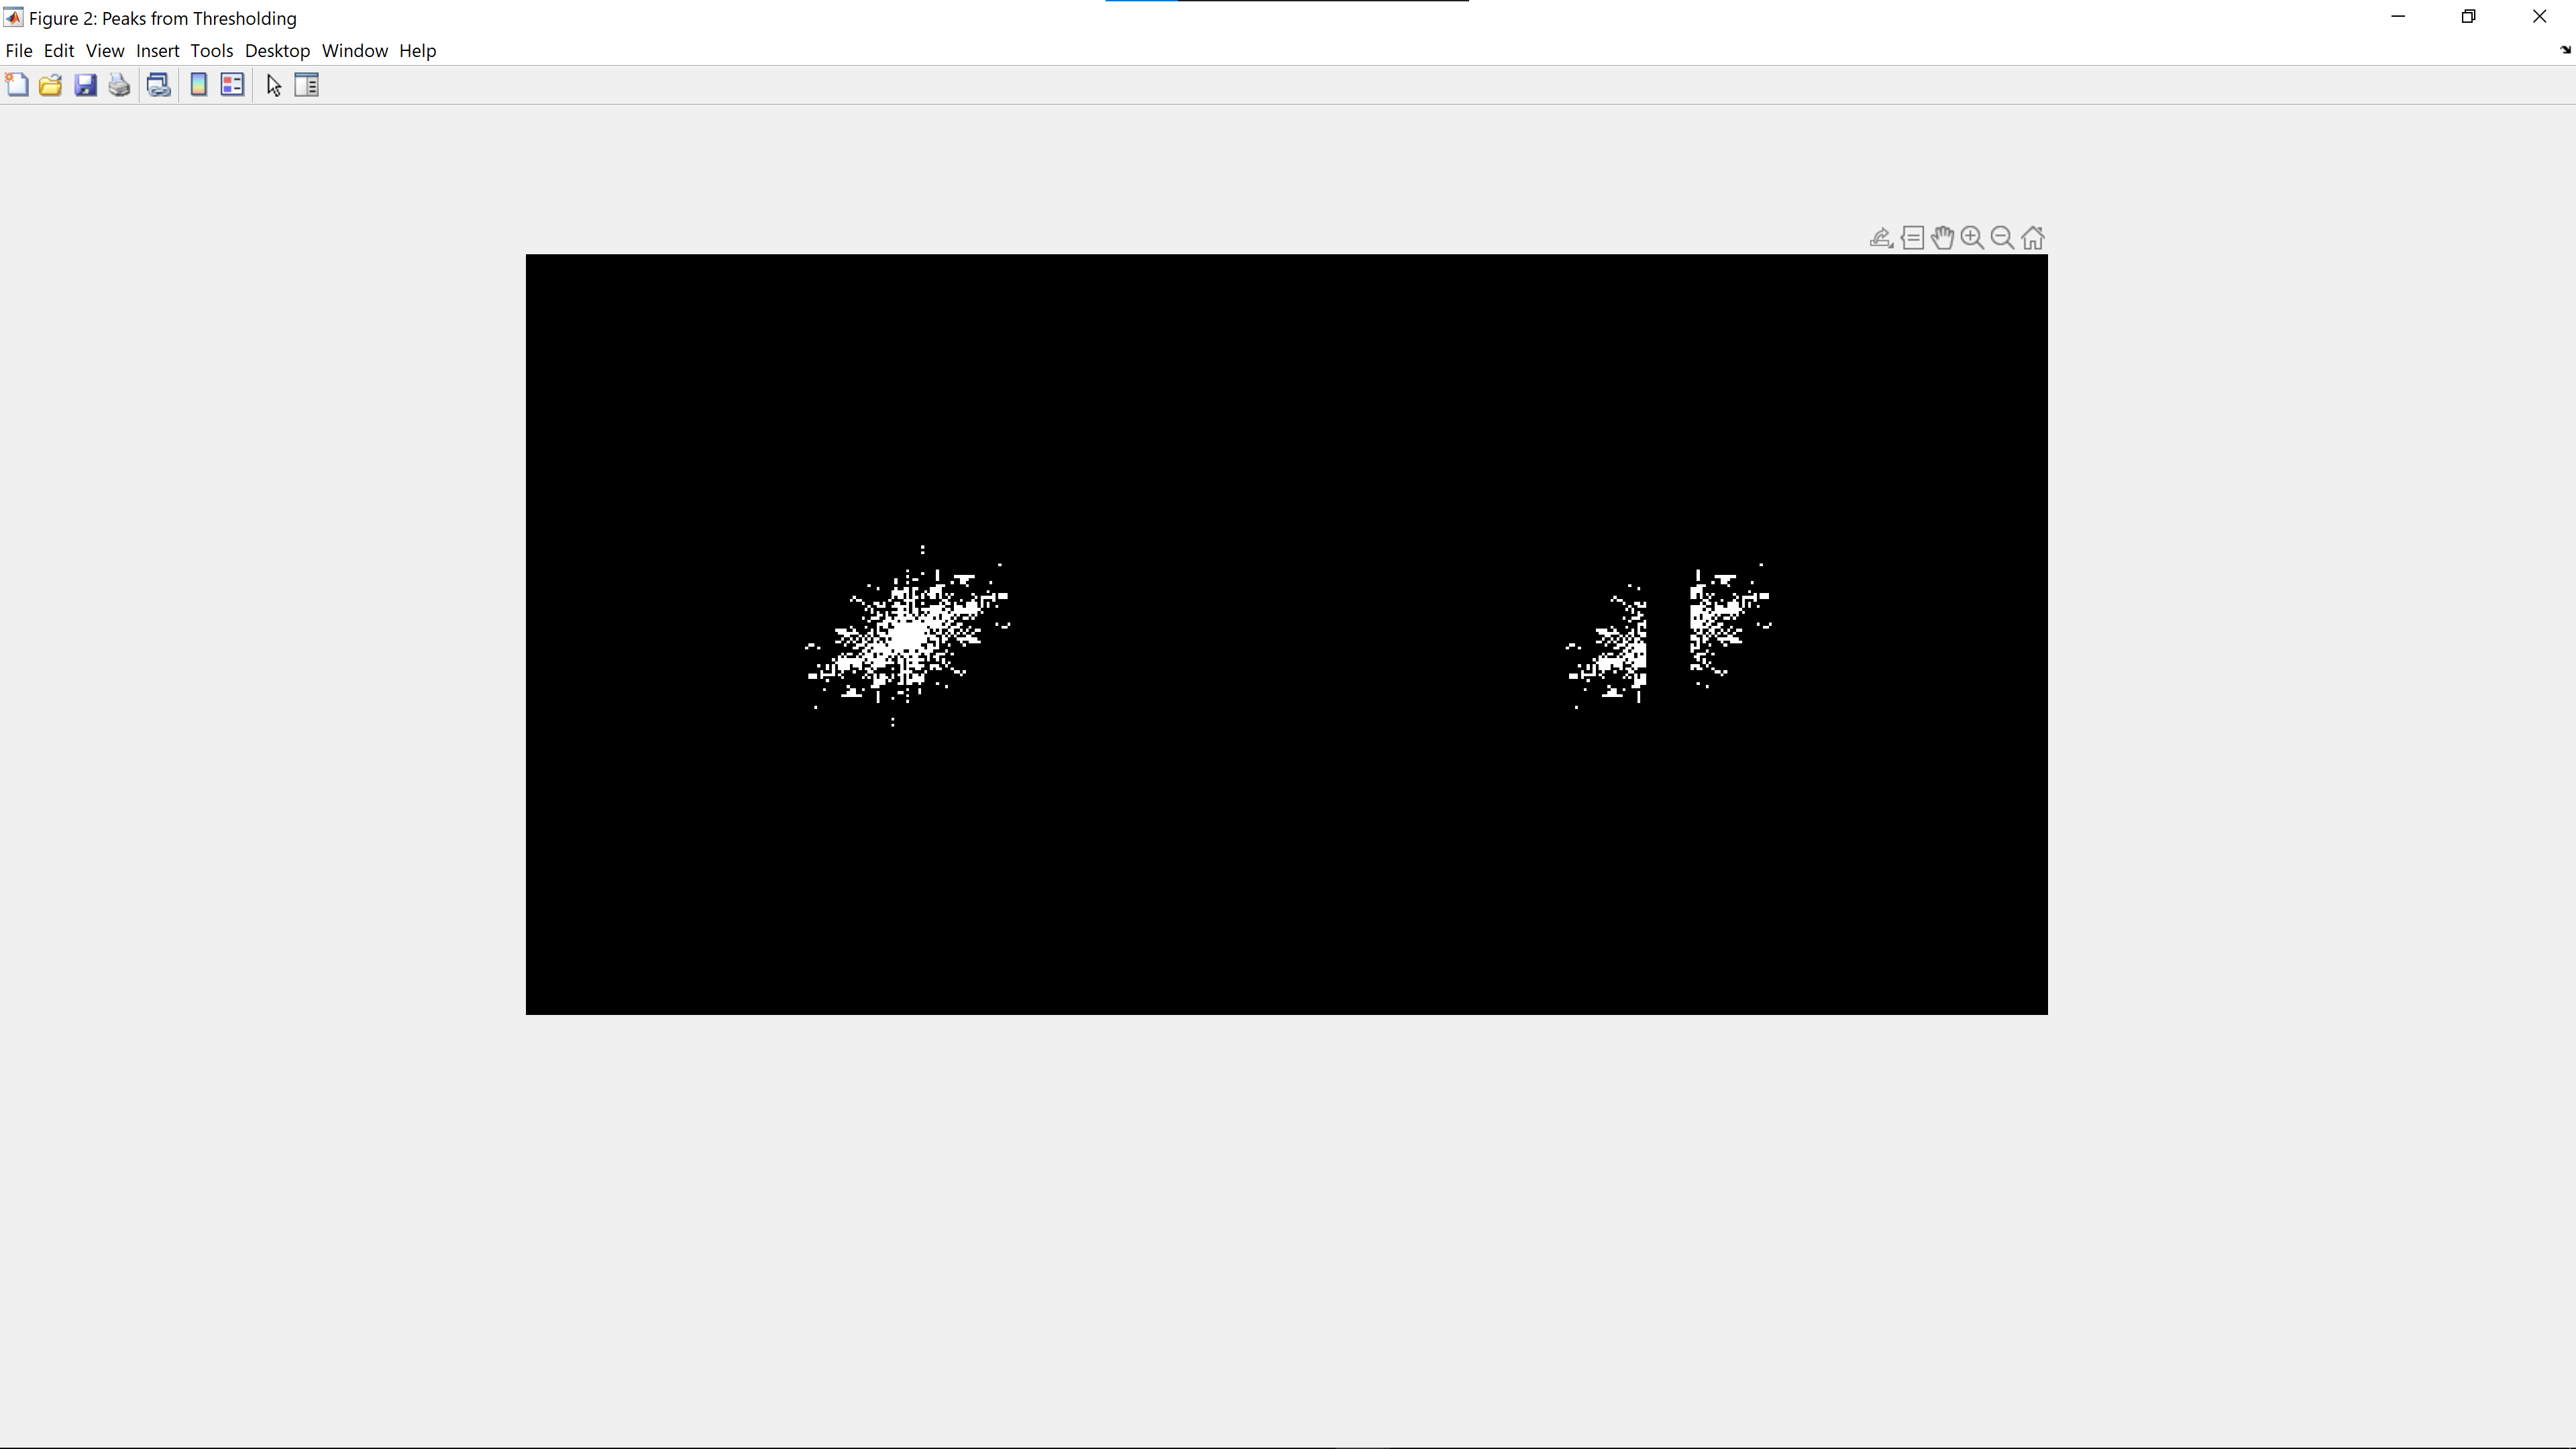 Figure 2: Peaks from Thresholding
File Edit View Insert Tools Desktop Window Help